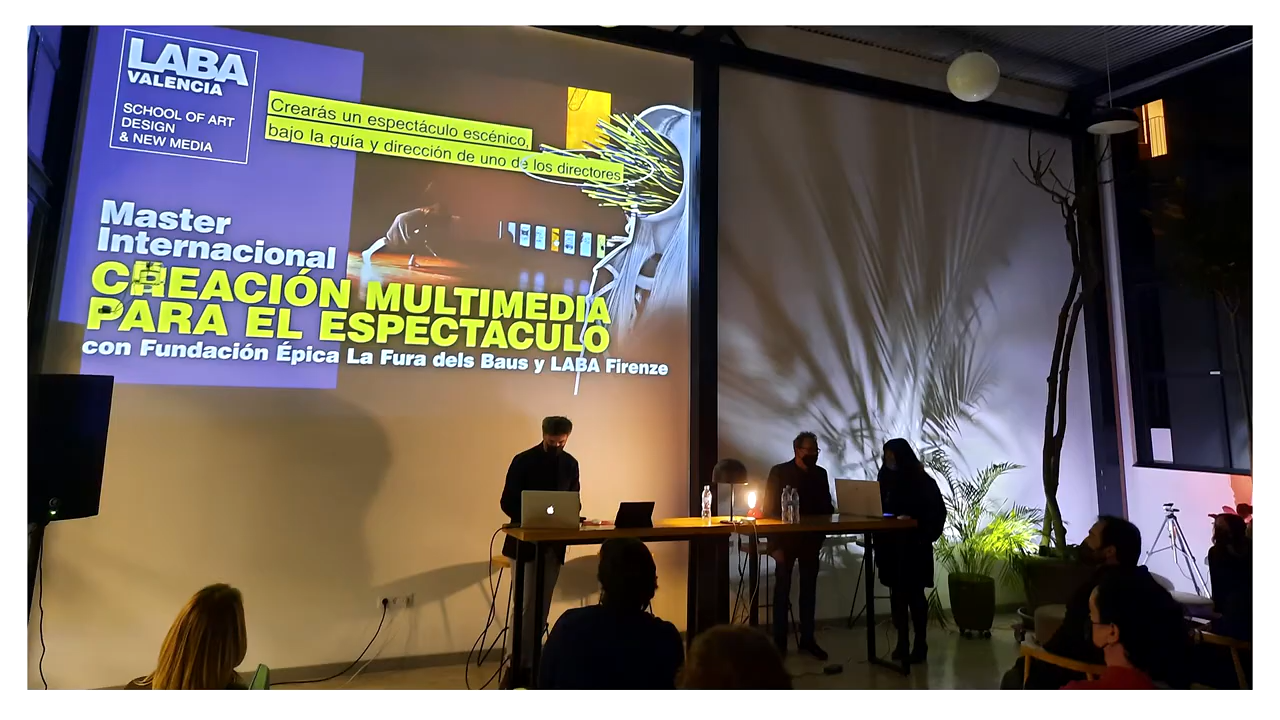 LABA
VALENCIA
SCHOOL OF ART
DESIGN
& NEW MEDIA
Crearás un espectáculo escénico,
bajo la guía y dirección de uno de los directores
Master
Internacional
CREACIÓN MULTIMEDIA
PARA EL ESPECTÁCULO
con Fundación Épica La Fura dels Baus y LABA Firenze